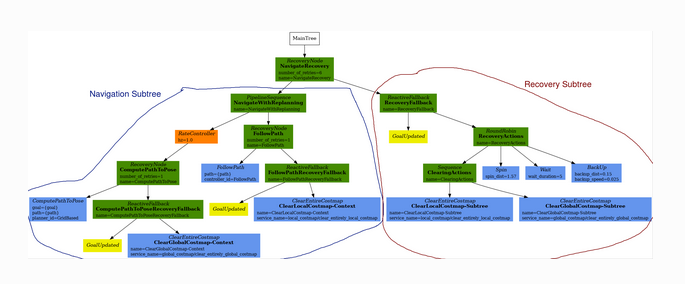 MainTree
RecoveryNode
NavigateRecovery
number_of_retries=6
name=NavigateRecovery
Navigation Subtree
Recovery Subtree
PipelineSequence
NavigateWithReplanning
name=NavigateWithReplanning
ReactiveFallback
RecoveryFallback
name=RecoveryFallback
RateController
hz=1.0
RecoveryNode
FollowPath
number_of_retries=1
name=FollowPath
GoalUpdated
RoundRobin
RecoveryActions
name=RecoveryActions
RecoveryNode
ComputePathToPose
number_of_retries=1
name=ComputePathToPose
FollowPath
path={path}
controller_id=FollowPath
ReactiveFallback
FollowPathRecoveryFallback
name=FollowPathRecoveryFallback
Sequence
ClearingActions
name=ClearingActions
Spin
spin_dist=1.57
Wait
wait_duration=5
BackUp
backup_dist=0.15
backup_speed=0.025
ComputePathToPose
goal={goal}
path={path}
planner_id=GridBased
ReactiveFallback
ComputePathToPoseRecoveryFallback
name=ComputePathToPoseRecoveryFallback
GoalUpdated
ClearEntireCostmap
ClearLocalCostmap-Context
name=ClearLocalCostmap-Context
service_name=local_costmap/clear_entirely_local_costmap
ClearEntireCostmap
ClearLocalCostmap-Subtree
name=ClearLocalCostmap-Subtree
service_name=local_costmap/clear_entirely_local_costmap
ClearEntireCostmap
ClearGlobalCostmap-Subtree
name=ClearGlobalCostmap-Subtree
service_name=global_costmap/clear_entirely_global_costmap
GoalUpdated
ClearEntireCostmap
ClearGlobalCostmap-Context
name=ClearGlobalCostmap-Context
service_name=global_costmap/clear_entirely_global_costmap